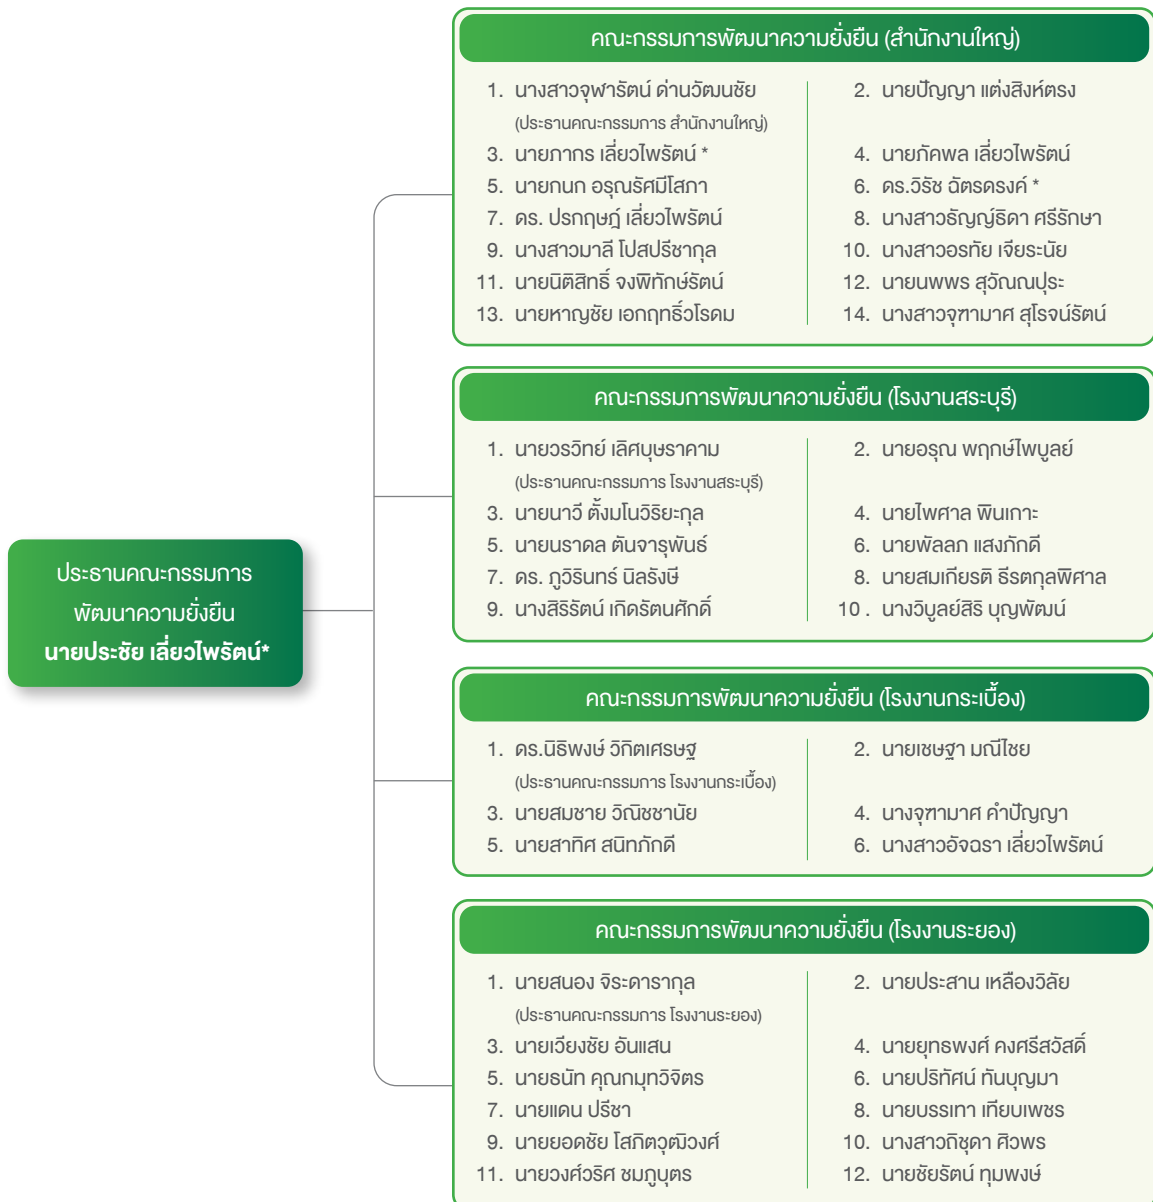 คณะกรรมการพัฒนาความยั่งยืน (สำนักงานใหญ่)
1. นางสาวจุฬารัตน์ ด่านวัฒนชัย
(ประธานคณะกรรมการ สำนักงานใหญ่)
2. นายปัญญา แต่งสิงห์ตรง
3. นายภากร เลี่ยวไพรัตน์ *
4. นายภัคพล เลี่ยวไพรัตน์
5. นายกนก อรุณรัศมีโสภา
6. ดร.วิรัช ฉัตรดรงค์ *
7. ดร. ปรกฤษฎ์ เลี่ยวไพรัตน์
8. นางสาวธัญญ์ธิดา ศรีรักษา
9. นางสาวมาลี โปสปรีชากุล
10. นางสาวอรทัย เจียระนัย
11. นายนิติสิทธิ์ จงพิทักษ์รัตน์
12. นายนพพร สุวัณณปุระ
13. นายหาญชัย เอกฤทธิ์วโรดม
14. นางสาวจุฑามาศ สุโรจน์รัตน์
คณะกรรมการพัฒนาความยั่งยืน (โรงงานสระบุรี)
1. นายวรวิทย์ เลิศบุษราคาม
(ประธานคณะกรรมการ โรงงานสระบุรี)
2. นายอรุณ พฤกษ์ไพบูลย์
3. นายนาวี ตั้งมโนวิริยะกุล
4. นายไพศาล พินเกาะ
5. นายนราดล ตันจารุพันธ์
6. นายพัลลภ แสงภักดี
7. ดร. ภูวิรินทร์ นิลรังษี
8. นายสมเกียรติ ธีรตกุลพิศาล
9. นางสิริรัตน์ เกิดรัตนศักดิ์
10 . นางวิบูลย์สิริ บุญพัฒน์
ประธานคณะกรรมการ
พัฒนาความยั่งยืน
นายประชัย เลี่ยวไพรัตน์*
คณะกรรมการพัฒนาความยั่งยืน (โรงงานกระเบื้อง)
1. ดร.นิธิพงษ์ วิกิตเศรษฐ
(ประธานคณะกรรมการ โรงงานกระเบื้อง)
2. นายเชษฐา มณีไชย
3. นายสมชาย วิณิชชานัย
4. นางจุฑามาศ คำปัญญา
5. นายสาทิศ สนิทภักดี
6. นางสาวอัจฉรา เลี่ยวไพรัตน์
คณะกรรมการพัฒนาความยั่งยืน (โรงงานระยอง)
1. นายสนอง จิระดารากุล
(ประธานคณะกรรมการ โรงงานระยอง)
2. นายประสาน เหลืองวิลัย
3. นายเวียงชัย อันแสน
4. นายยุทธพงศ์ คงศรีสวัสดิ์
5. นายธนัท คุณกมุทวิจิตร
6. นายปริทัศน์ ทันบุญมา
7. นายแดน ปรีชา
8. นายบรรเทา เทียบเพชร
9. นายยอดชัย โสภิตวุฒิวงศ์
10. นางสาวถิชุดา ศิวพร
11. นายวงศ์วริศ ชมภูบุตร
12. นายชัยรัตน์ ทุมพงษ์